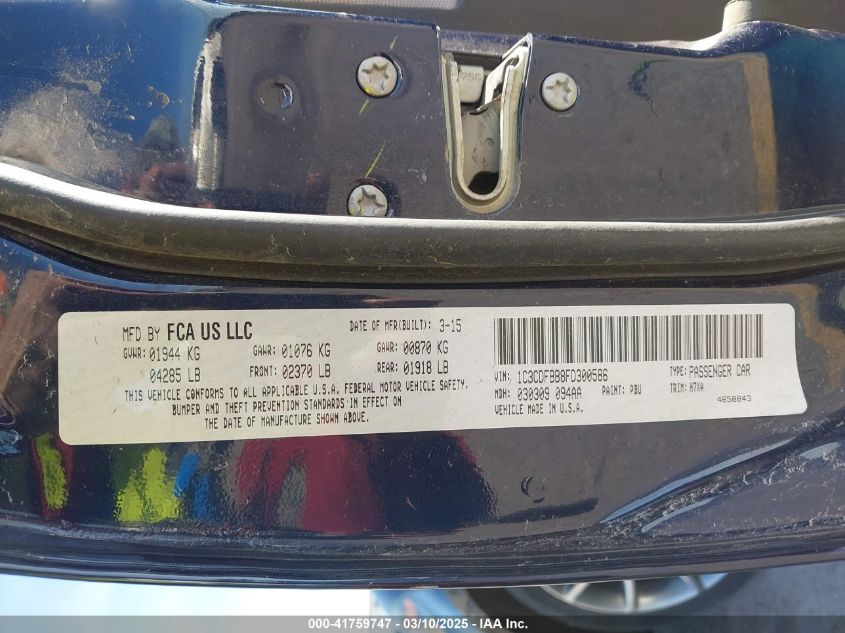 MFD BY FCA US LLC DATE OF MFR(BUILT): 3-15
GVWR: 01944 KG GAWR: 01076 KG GAWR: 00870 KG
04285 LB FRONT: 02370 LB REAR: 01918 LB
THIS VEHICLE CONFORMS TO ALL APPLICABLE U.S.A. FEDERAL MOTOR VEHICLE SAFETY,
BUMPER AND THEFT PREVENTION STANDARDS IN EFFECT ON
THE DATE OF MANUFACTURE SHOWN ABOVE.
VIN: 1C3CDFBB8FD300586 TYPE: PASSENGER CAR
MDH: 030309 094AA PAINT: PBU TRIM: H7XA
VEHICLE MADE IN U.S.A. 4658843
000-41759747 — 03/10/2025 — IAA Inc.